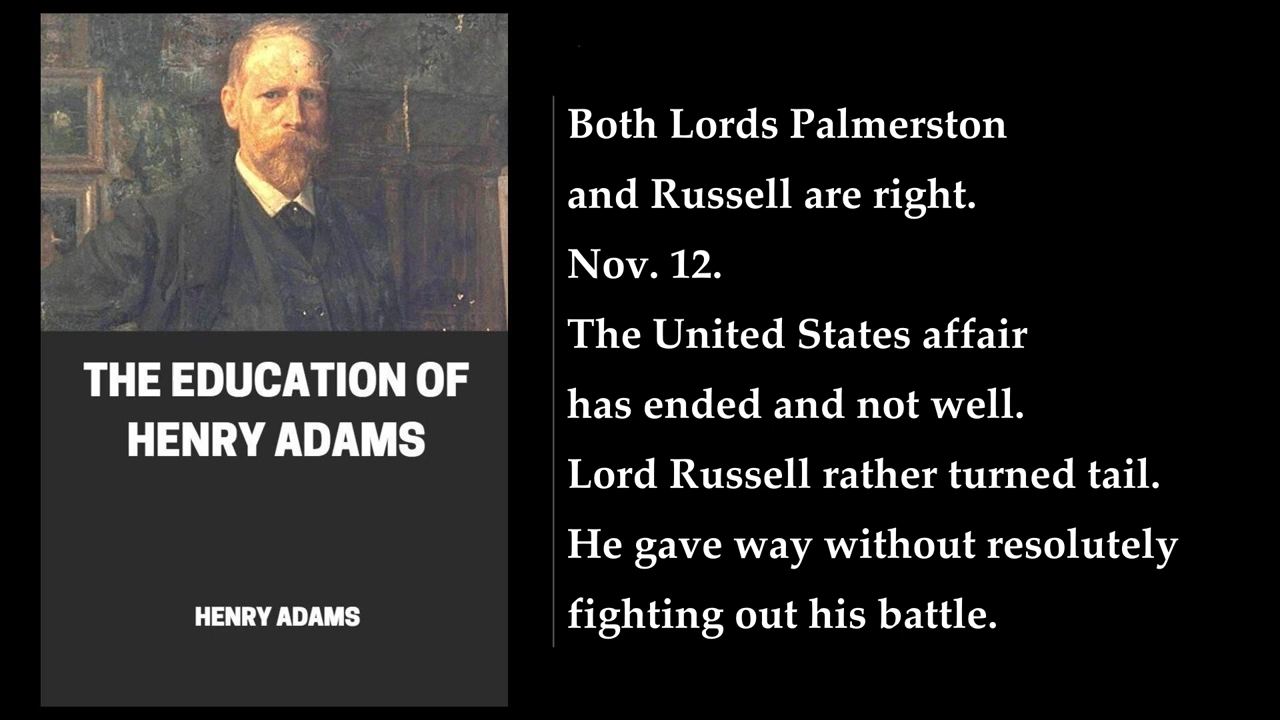 THE EDUCATION OF
HENRY ADAMS
HENRY ADAMS
Both Lords Palmerston
and Russell are right.
Nov. 12.
The United States affair
has ended and not well.
Lord Russell rather turned tail.
He gave way without resolutely
fighting out his battle.